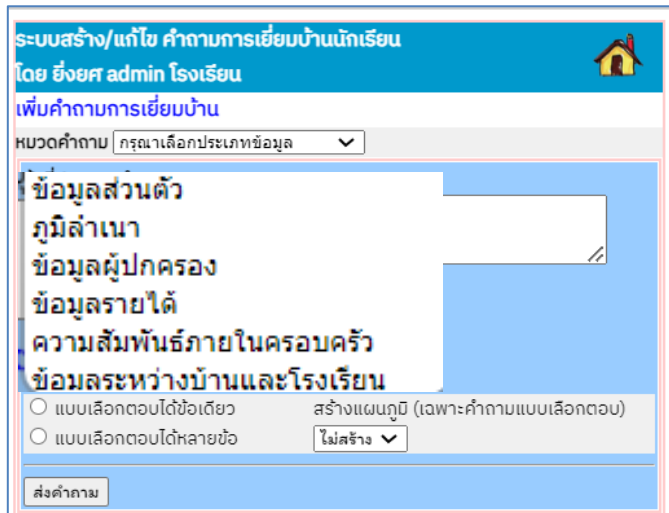 ระบบสร้าง/แก้ไข คำถามการเยี่ยมบ้านนักเรียน
โดย ยิ่งยศ admin โรงเรียน
เพิ่มคำถามการเยี่ยมบ้าน
หมวดคำถาม กรุณาเลือกประเภทข้อมูล
ข้อมูลส่วนตัว
ภูมิลำเนา
ข้อมูลผู้ปกครอง
ข้อมูลรายได้
ความสัมพันธ์ภายในครอบครัว
ข้อมูลระหว่างบ้านและโรงเรียน
แบบเลือกตอบได้ข้อเดียว สร้างแผนภูมิ (เฉพาะคำถามแบบเลือกตอบ)
แบบเลือกตอบได้หลายข้อ ไม่สร้าง
ส่งคำถาม